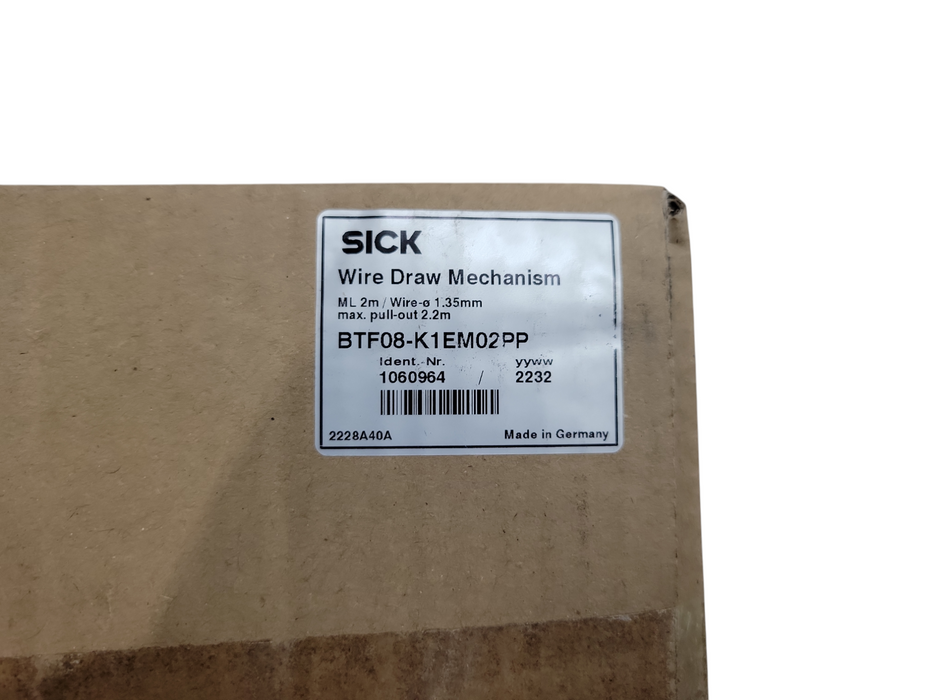 SICK
Wire Draw Mechanism
ML 2m / Wire-ø 1.35mm
max. pull-out 2.2m
BTF08-K1EM02PP
Ident.-Nr. yyww
1060964 / 2232
2228A40A Made in Germany